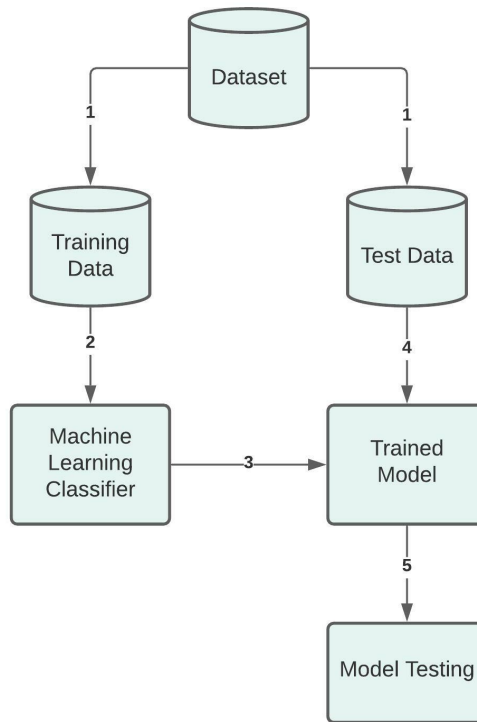 Dataset
1
1
Training
Data
Test Data
2
4
Machine
Learning
Classifier
3
Trained
Model
5
Model Testing